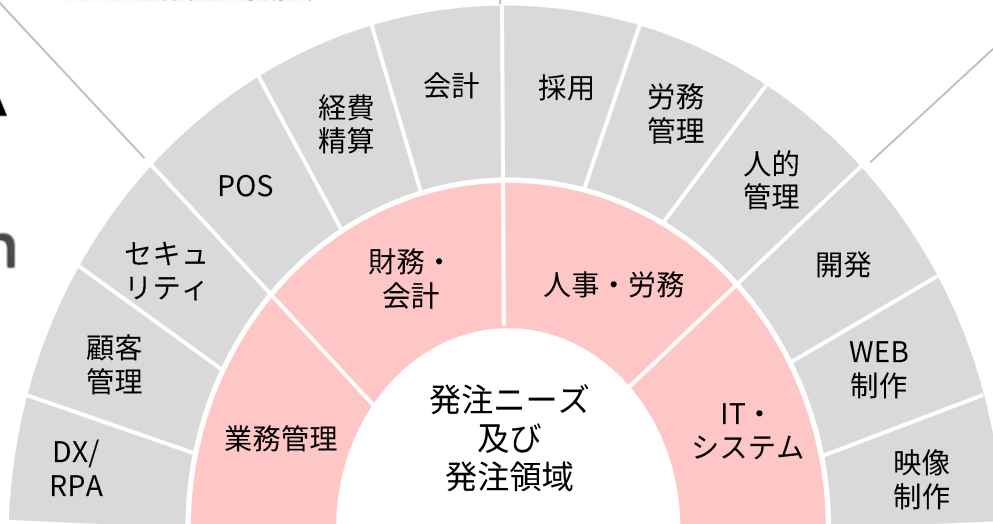 会計
採用
経費
精算
労務
管理
POS
人的
管理
セキュ
リティ
財務・
会計
人事・労務
開発
顧客
管理
WEB
制作
発注ニーズ
及び
発注領域
業務管理
IT・
システム
DX/
RPA
映像
制作